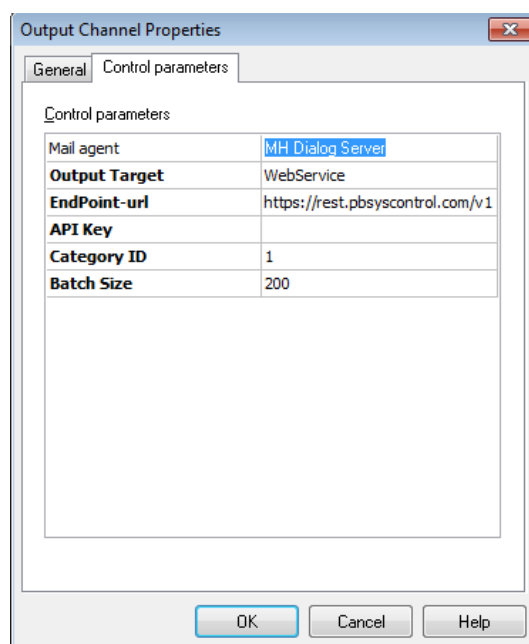 Output Channel Properties
General
Control parameters
Control parameters
Mail agent MH Dialog Server
Output Target WebService
EndPoint-url https://rest.pbsyscontrol.com/v1
API Key
Category ID 1
Batch Size 200
OK Cancel Help